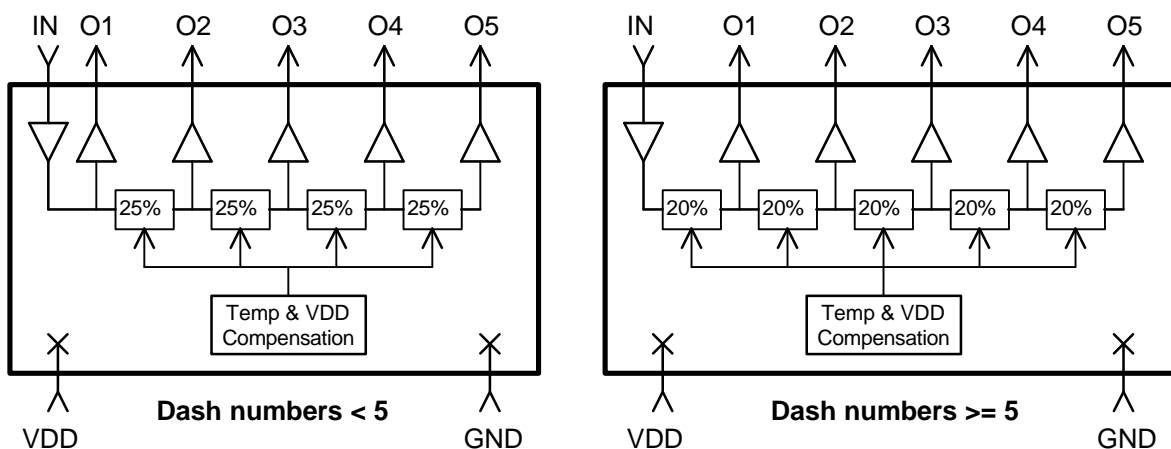 IN O1 O2 O3 O4 O5
25% 25% 25% 25%
Temp & VDD
Compensation
Dash numbers < 5
VDD GND
IN O1 O2 O3 O4 O5
20% 20% 20% 20% 20%
Temp & VDD
Compensation
Dash numbers >= 5
VDD GND